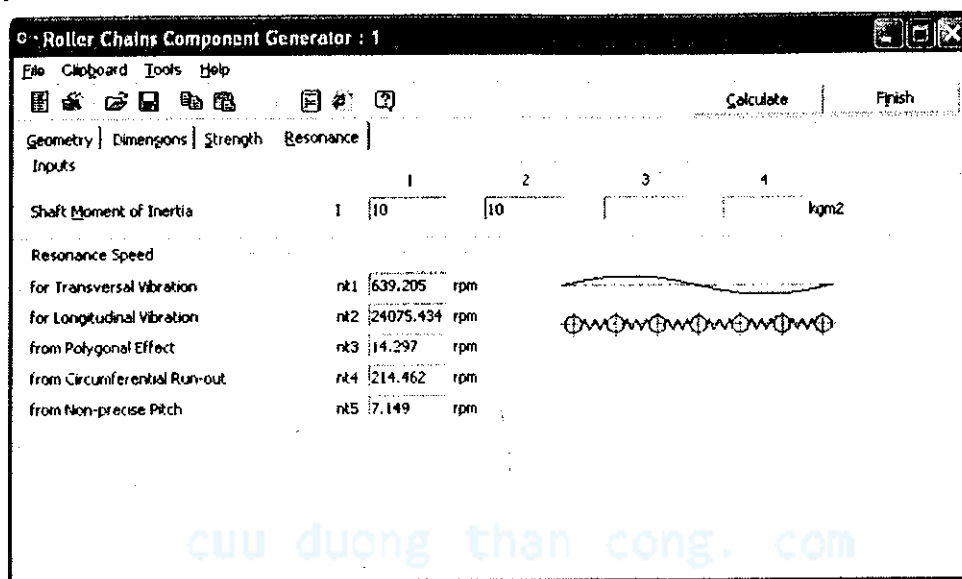 Roller Chains Component Generator : 1
File Clipboard Tools Help
Calculate Finish
Geometry Dimensions Strength Resonance
Inputs
1 2 3 4
Shaft Moment of Inertia I 10 10 kgm2
Resonance Speed
for Transversal Vibration nt1 639.205 rpm
for Longitudinal Vibration nt2 24075.434 rpm
from Polygonal Effect nt3 14.297 rpm
from Circumferential Run-out nt4 214.462 rpm
from Non-precise Pitch nt5 7.149 rpm
cuu duong than cong. com